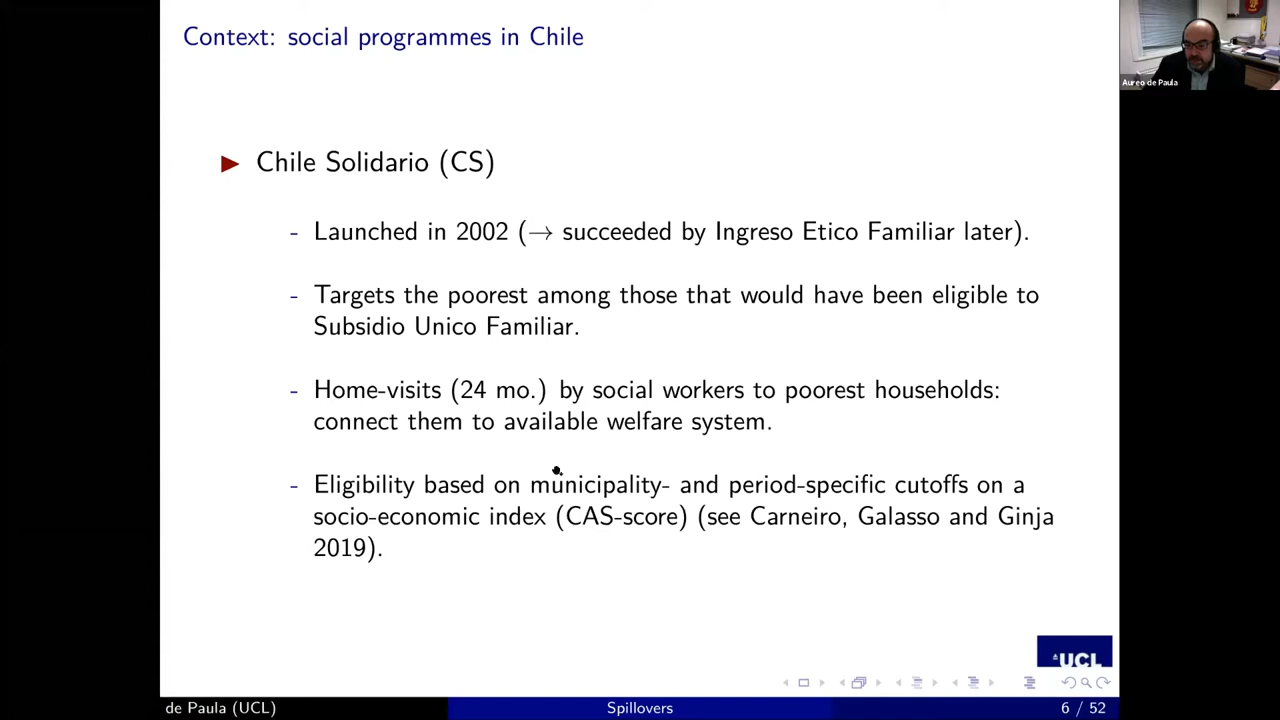 Context: social programmes in Chile
Aureo de Paula
▶ Chile Solidario (CS)
- Launched in 2002 (→ succeeded by Ingreso Etico Familiar later).
- Targets the poorest among those that would have been eligible to
Subsidio Unico Familiar.
- Home-visits (24 mo.) by social workers to poorest households:
connect them to available welfare system.
- Eligibility based on municipality- and period-specific cutoffs on a
socio-economic index (CAS-score) (see Carneiro, Galasso and Ginja
2019).
UCL
de Paula (UCL)
Spillovers
6 / 52